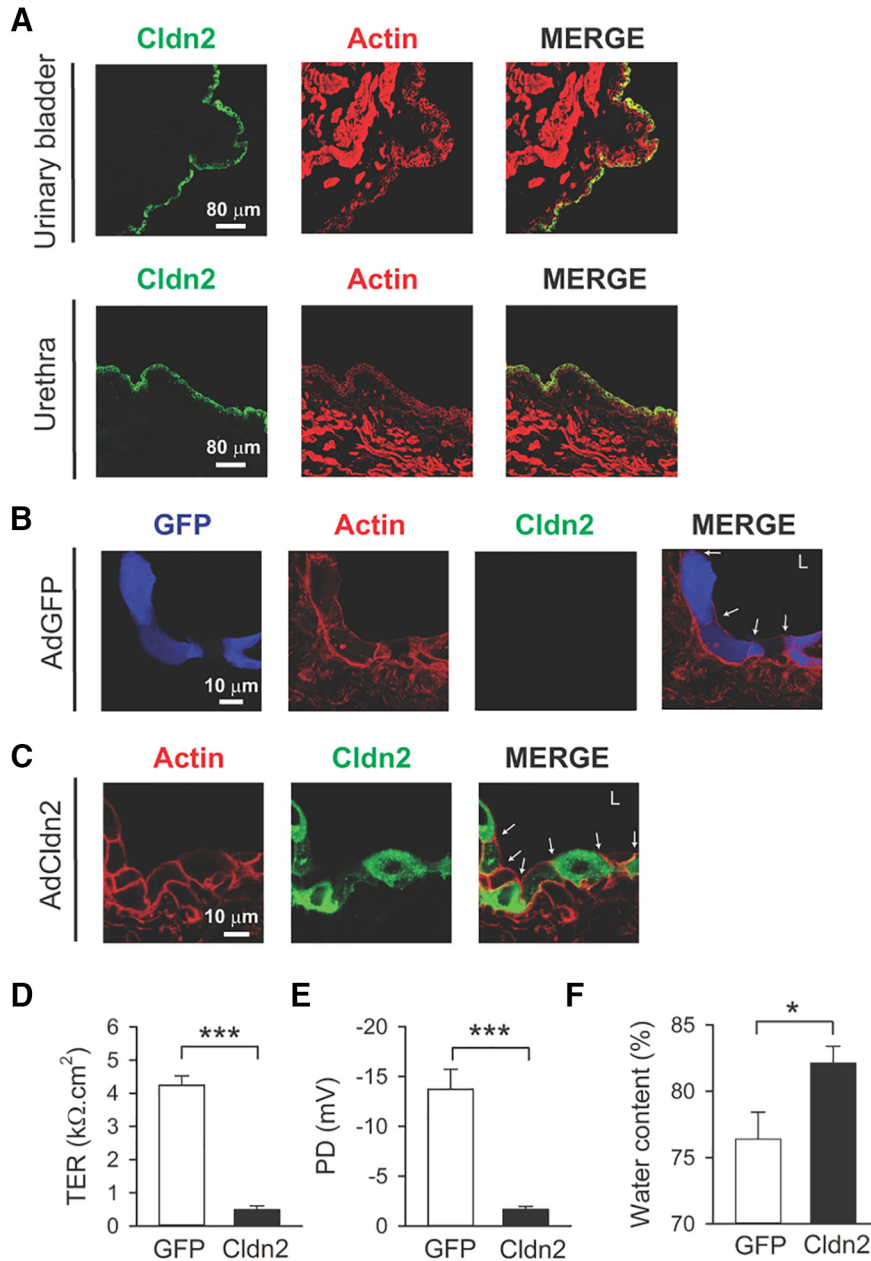 A
Cldn2 Actin MERGE
Urinary bladder
80 μm
Cldn2 Actin MERGE
Urethra
80 μm
B
GFP Actin Cldn2 MERGE
AdGFP
L
10 μm
C
Actin Cldn2 MERGE
AdCldn2
L
10 μm
D
TER (kΩ.cm²)
6
5
4
3
2
1
0
***
GFP Cldn2
E
PD (mV)
-20
-15
-10
-5
0
***
GFP Cldn2
F
Water content (%)
85
80
75
70
*
GFP Cldn2